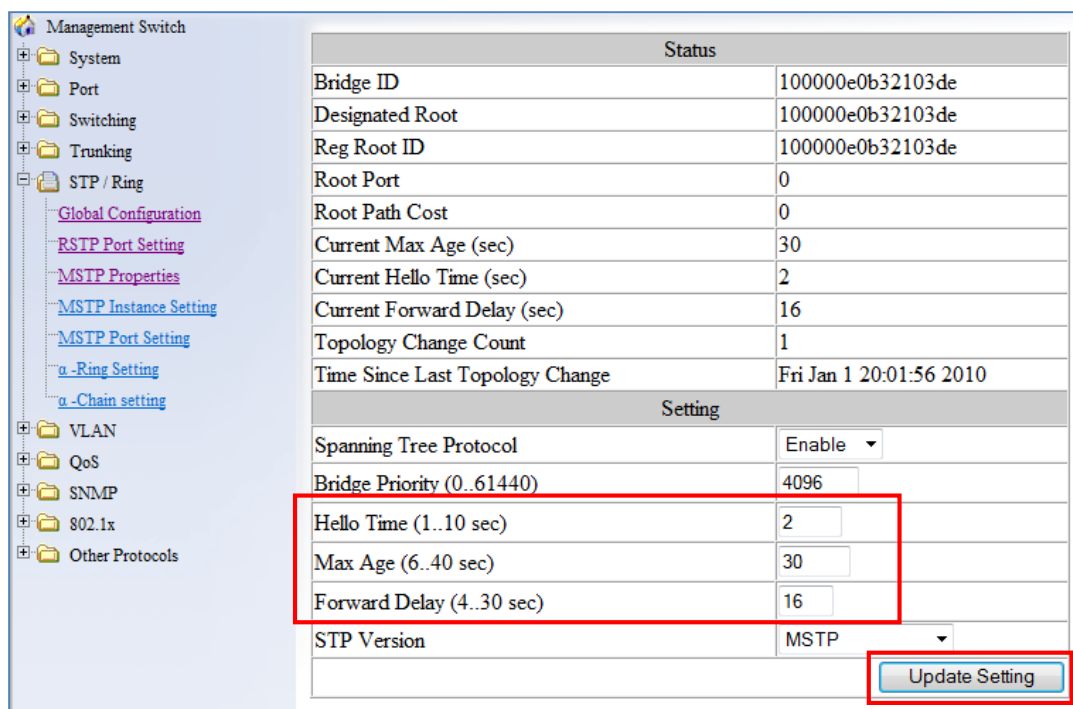 Management Switch
System
Port
Switching
Trunking
STP / Ring
Global Configuration
RSTP Port Setting
MSTP Properties
MSTP Instance Setting
MSTP Port Setting
α -Ring Setting
α -Chain setting
VLAN
QoS
SNMP
802.1x
Other Protocols
Status
Bridge ID 100000e0b32103de
Designated Root 100000e0b32103de
Reg Root ID 100000e0b32103de
Root Port 0
Root Path Cost 0
Current Max Age (sec) 30
Current Hello Time (sec) 2
Current Forward Delay (sec) 16
Topology Change Count 1
Time Since Last Topology Change Fri Jan 1 20:01:56 2010
Setting
Spanning Tree Protocol Enable
Bridge Priority (0..61440) 4096
Hello Time (1..10 sec) 2
Max Age (6..40 sec) 30
Forward Delay (4..30 sec) 16
STP Version MSTP
Update Setting